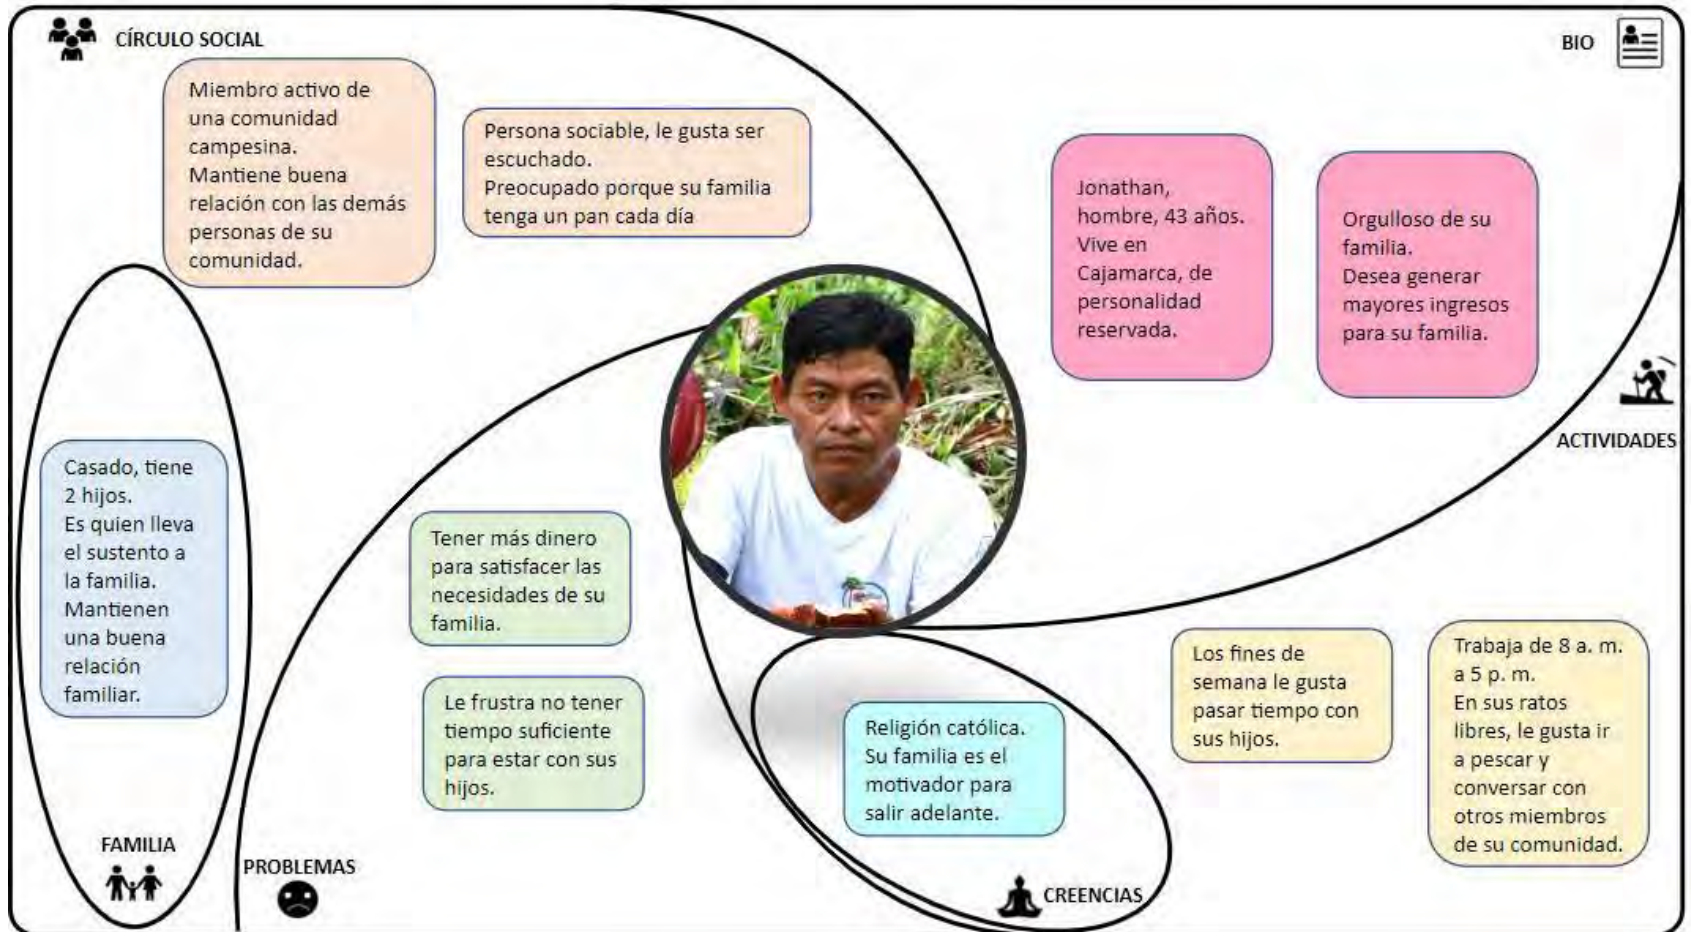 CÍRCULO SOCIAL
Miembro activo de
una comunidad
campesina.
Mantiene buena
relación con las demás
personas de su
comunidad.
Persona sociable, le gusta ser
escuchado.
Preocupado porque su familia
tenga un pan cada día
BIO
Jonathan,
hombre, 43 años.
Vive en
Cajamarca, de
personalidad
reservada.
Orgulloso de su
familia.
Desea generar
mayores ingresos
para su familia.
Casado, tiene
2 hijos.
Es quien lleva
el sustento a
la familia.
Mantienen
una buena
relación
familiar.
FAMILIA
Tener más dinero
para satisfacer las
necesidades de su
familia.
Le frustra no tener
tiempo suficiente
para estar con sus
hijos.
PROBLEMAS
Religión católica.
Su familia es el
motivador para
salir adelante.
CREENCIAS
ACTIVIDADES
Los fines de
semana le gusta
pasar tiempo con
sus hijos.
Trabaja de 8 a. m.
a 5 p. m.
En sus ratos
libres, le gusta ir
a pescar y
conversar con
otros miembros
de su comunidad.